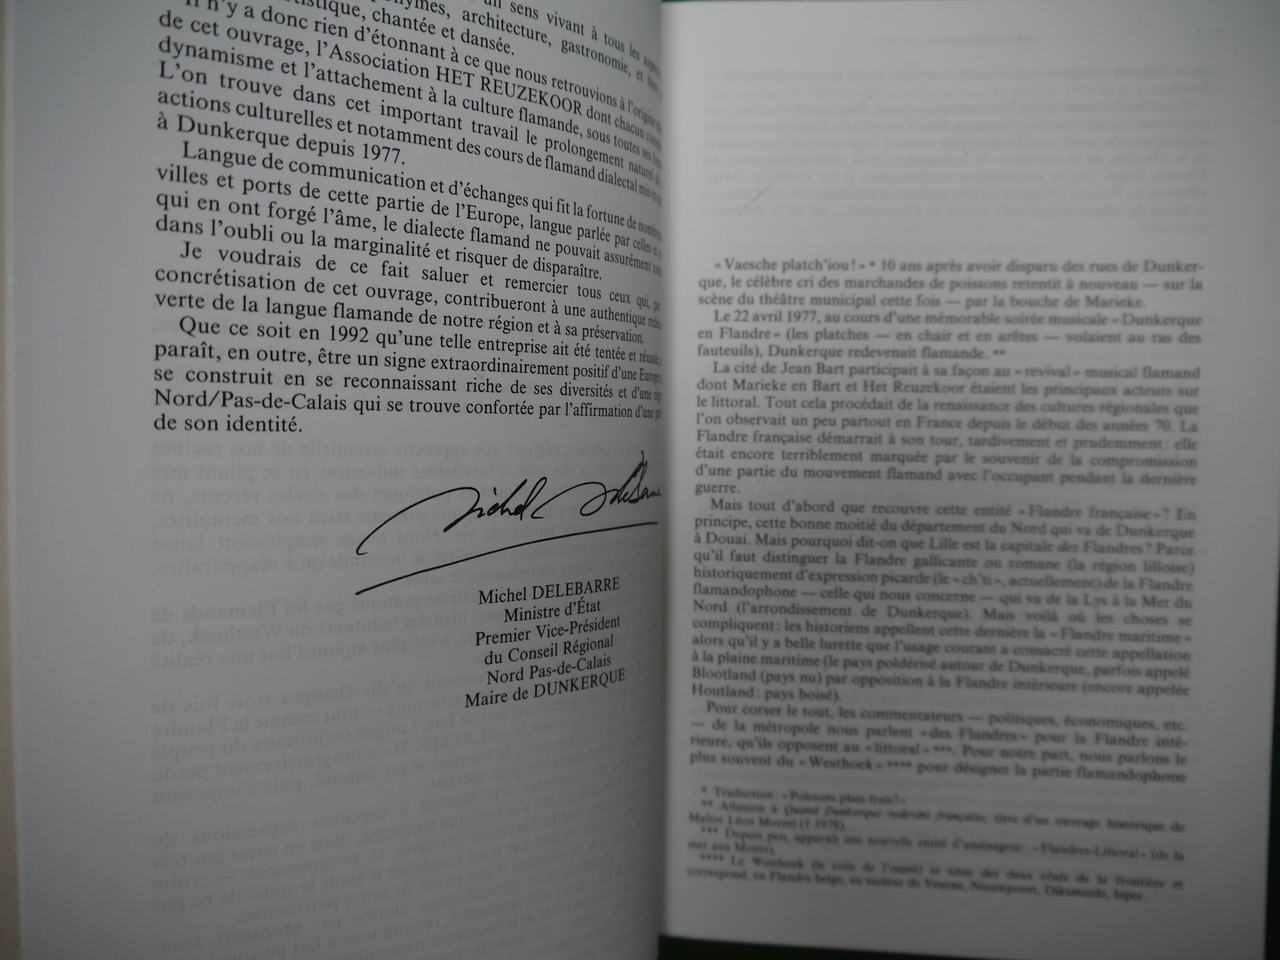 un sens vivant à tous les
architecture, gastronomie, et
chantée et dansée.
Il n'y a donc rien d'étonnant à ce que nous retrouvions à l'origine
de cet ouvrage, l'Association HET REUZEKOOR dont chacun
dynamisme et l'attachement à la culture flamande, sous toutes ses
L'on trouve dans cet important travail le prolongement naturel
actions culturelles et notamment des cours de flamand dialectal mis en
à Dunkerque depuis 1977.
Langue de communication et d'échanges qui fit la fortune de
villes et ports de cette partie de l'Europe, langue parlée par celles et
qui en ont forgé l'âme, le dialecte flamand ne pouvait assurément
dans l'oubli ou la marginalité et risquer de disparaître.
Je voudrais de ce fait saluer et remercier tous ceux qui,
concrétisation de cet ouvrage, contribueront à une authentique
verte de la langue flamande de notre région et à sa préservation.
Que ce soit en 1992 qu'une telle entreprise ait été tentée et
paraît, en outre, être un signe extraordinairement positif d'une
se construit en se reconnaissant riche de ses diversités et d'une
Nord/Pas-de-Calais qui se trouve confortée par l'affirmation d'une
de son identité.
Michel Delebarre
Michel DELEBARRE
Ministre d'État
Premier Vice-Président
du Conseil Régional
Nord Pas-de-Calais
Maire de DUNKERQUE
« Vaesche platch'iou ! » * 10 ans après avoir disparu des rues de Dunker-
que, le célèbre cri des marchandes de poissons retentit à nouveau — sur la
scène du théâtre municipal cette fois — par la bouche de Marieke.
Le 22 avril 1977, au cours d'une mémorable soirée musicale « Dunkerque
en Flandre » (les platches — en chair et en arêtes — volaient au ras des
fauteuils), Dunkerque redevenait flamande. **
La cité de Jean Bart participait à sa façon au « revival » musical flamand
dont Marieke en Bart et Het Reuzekoor étaient les principaux acteurs sur
le littoral. Tout cela procédait de la renaissance des cultures régionales que
l'on observait un peu partout en France depuis le début des années 70. La
Flandre française démarrait à son tour, tardivement et prudemment : elle
était encore terriblement marquée par le souvenir de la compromission
d'une partie du mouvement flamand avec l'occupant pendant la dernière
guerre.
Mais tout d'abord que recouvre cette entité « Flandre française » ? En
principe, cette bonne moitié du département du Nord qui va de Dunkerque
à Douai. Mais pourquoi dit-on que Lille est la capitale des Flandres ? Parce
qu'il faut distinguer la Flandre gallicante ou romane (la région lilloise)
historiquement d'expression picarde (le « ch'ti », actuellement) de la Flandre
flamandophone — celle qui nous concerne — qui va de la Lys à la Mer du
Nord (l'arrondissement de Dunkerque). Mais voilà où les choses se
compliquent : les historiens appellent cette dernière la « Flandre maritime »
alors qu'il y a belle lurette que l'usage courant a consacré cette appellation
à la plaine maritime (le pays poldérisé autour de Dunkerque, parfois appelé
Blootland (pays nu) par opposition à la Flandre intérieure (encore appelée
Houtland : pays boisé).
Pour corser le tout, les commentateurs — politiques, économiques, etc.
— de la métropole nous parlent « des Flandres » pour la Flandre inté-
rieure, qu'ils opposent au « littoral » ***. Pour notre part, nous parlons le
plus souvent du « Westhoek » **** pour désigner la partie flamandophone
* Traduction : « Poissons plats frais ! »
** Allusion à Quand Dunkerque redevint française, titre d'un ouvrage historique de
Maître Léon Moreel († 1978).
*** Depuis peu, apparaît une nouvelle entité d'aménageur : « Flandres-Littoral » (de la
mer aux Monts).
**** Le Westhoek (le coin de l'ouest) se situe des deux côtés de la frontière et
correspond, en Flandre belge, au secteur de Veurne, Nieuwpoort, Diksmuide, Ieper.